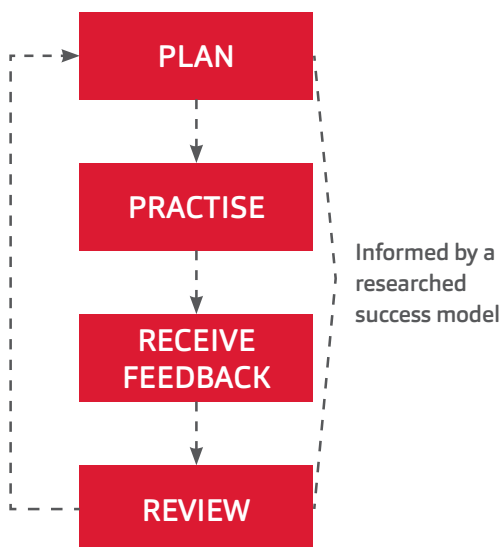 PLAN
PRACTISE
Informed by a
researched
success model
RECEIVE
FEEDBACK
REVIEW